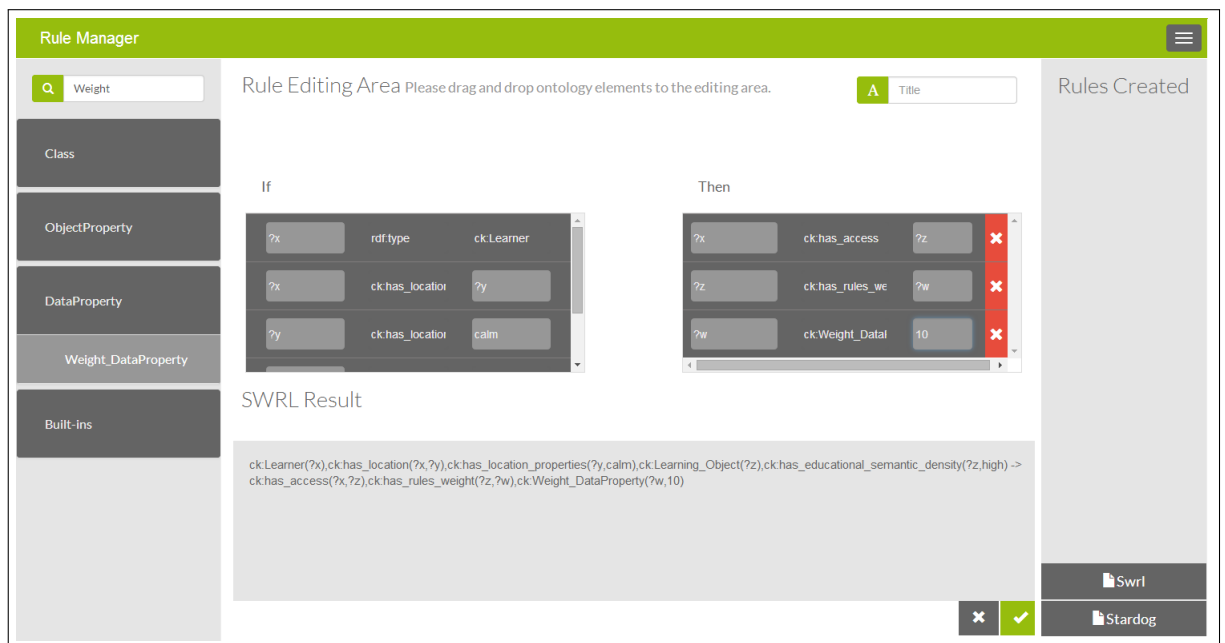 Rule Manager
Weight
Class
ObjectProperty
DataProperty
Weight_DataProperty
Built-ins
Rule Editing Area Please drag and drop ontology elements to the editing area.
A Title
If
?x rdf:type ck:Learner
?x ck:has_location ?y
?y ck:has_location calm
Then
?x ck:has_access ?z
?z ck:has_rules_we ?w
?w ck:Weight_Datal 10
SWRL Result
ck:Learner(?x),ck:has_location(?x,?y),ck:has_location_properties(?y,calm),ck:Learning_Object(?z),ck:has_educational_semantic_density(?z,high) ->
ck:has_access(?x,?z),ck:has_rules_weight(?z,?w),ck:Weight_DataProperty(?w,10)
Rules Created
Swrl
Stardog